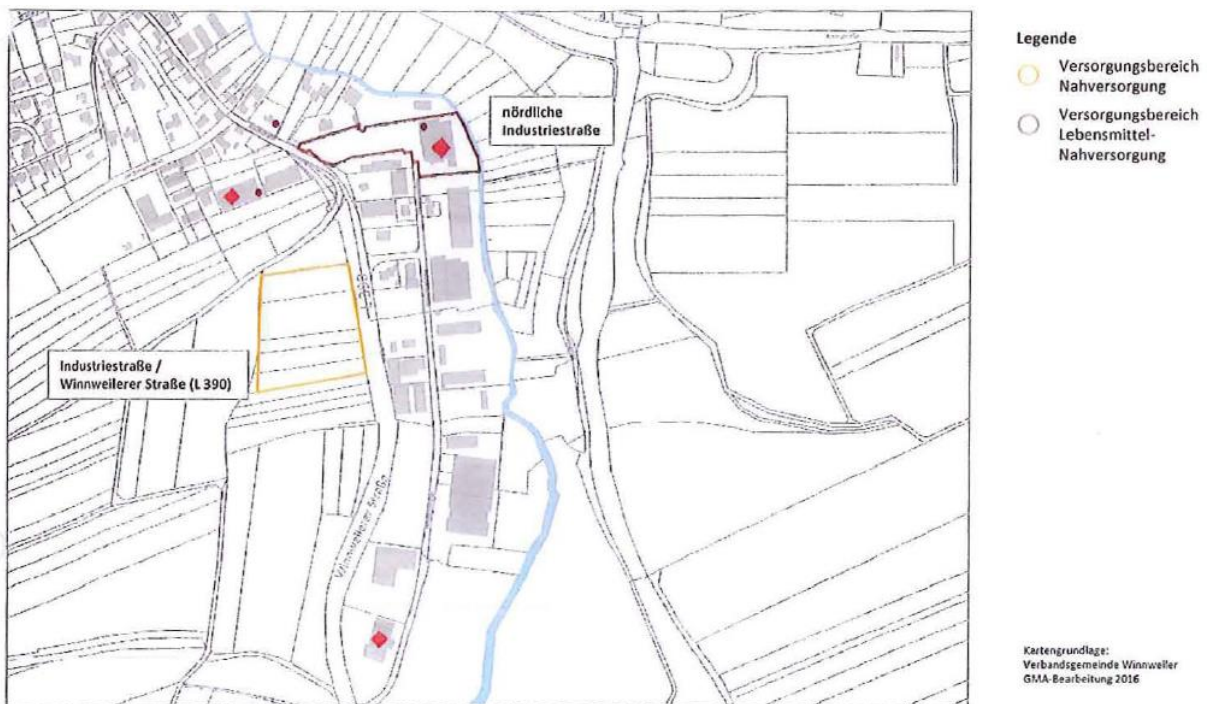 Legende
Versorgungsbereich
Nahversorgung
Versorgungsbereich
Lebensmittel-
Nahversorgung
nördliche
Industriestraße
Industriestraße /
Winnweilerer Straße (L 390)
Winnweilerer Straße
Kartengrundlage:
Verbandsgemeinde Winnweiler
GMA-Bearbeitung 2016